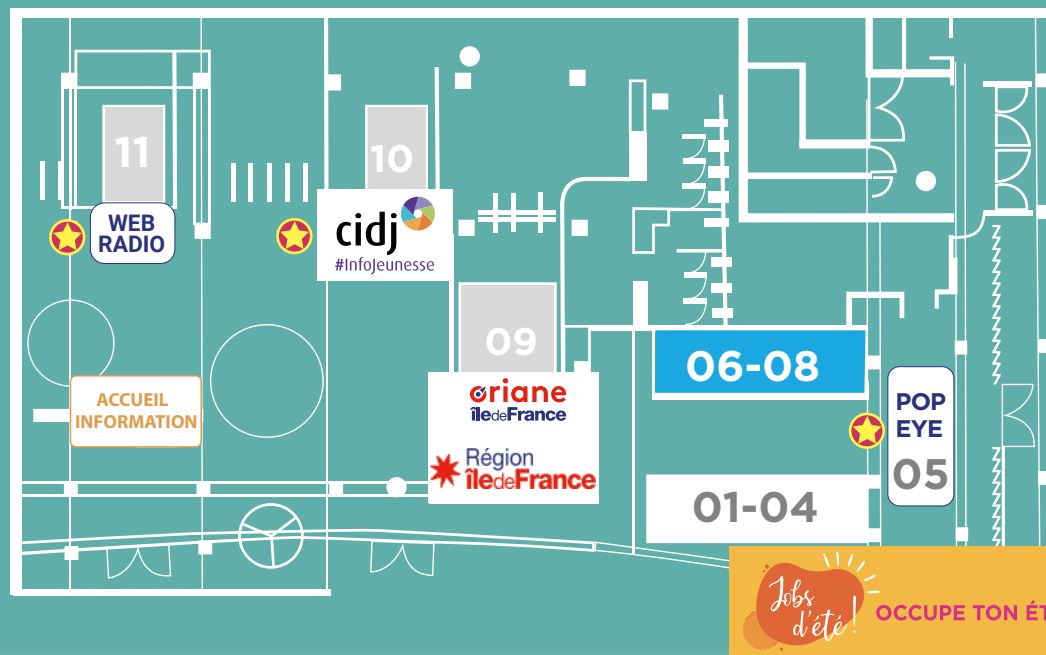 11
WEB
RADIO
10
cidj
#InfoJeunesse
09
oriane
îledeFrance
Région
îledeFrance
ACCUEIL
INFORMATION
06-08
POP
EYE
05
01-04
Jobs
d'été!
OCCUPE TON ÉT